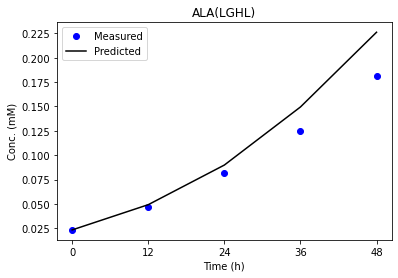 ALA(LGHL)
Measured
Predicted
Conc. (mM)
0.225
0.200
0.175
0.150
0.125
0.100
0.075
0.050
0.025
0 12 24 36 48
Time (h)